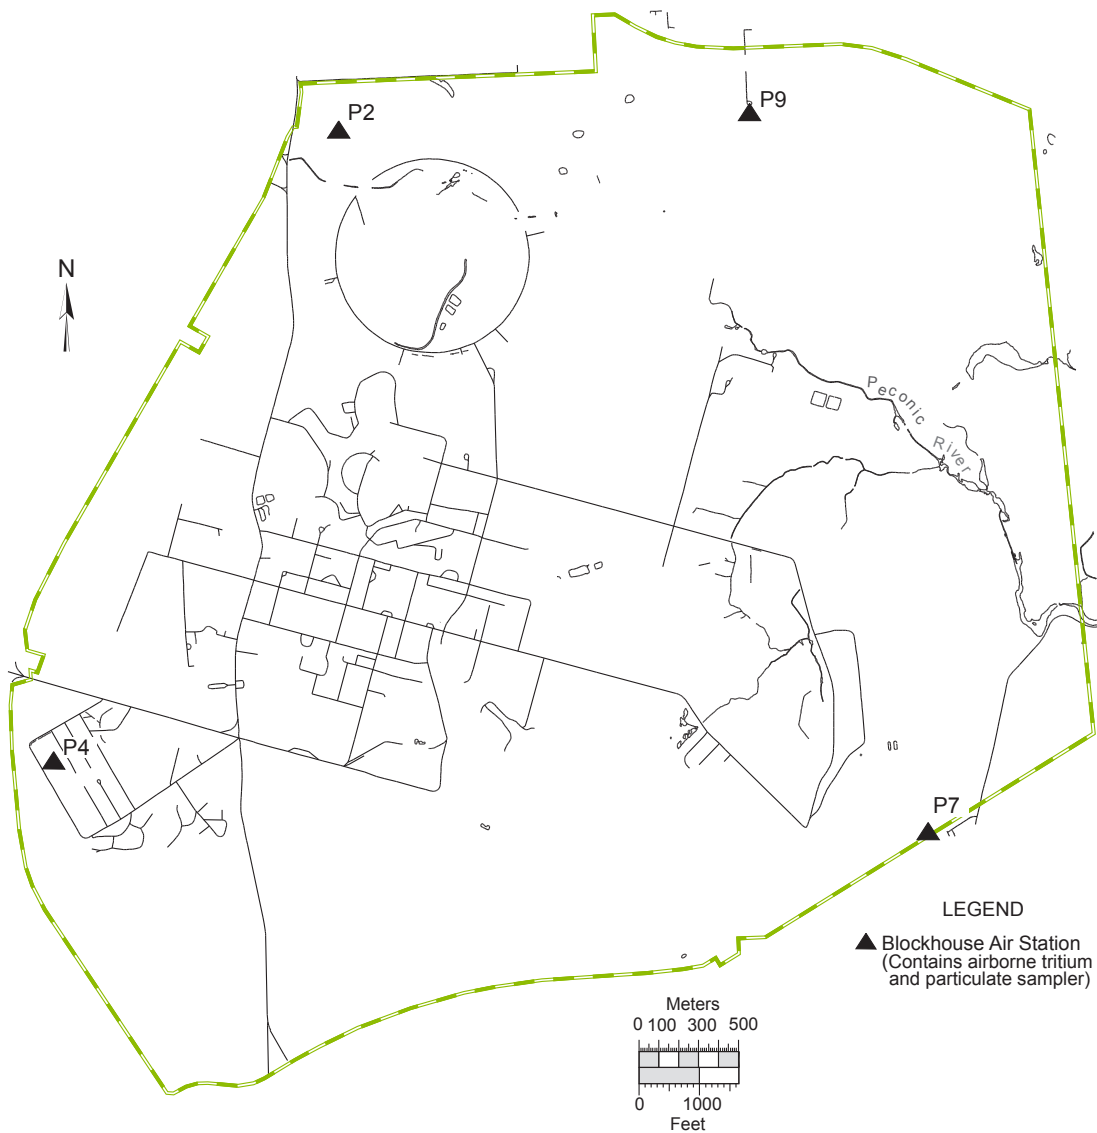 P2
P9
N
Peconic
River
P4
P7
LEGEND
Blockhouse Air Station
(Contains airborne tritium
and particulate sampler)
Meters
0 100 300 500
0 1000
Feet